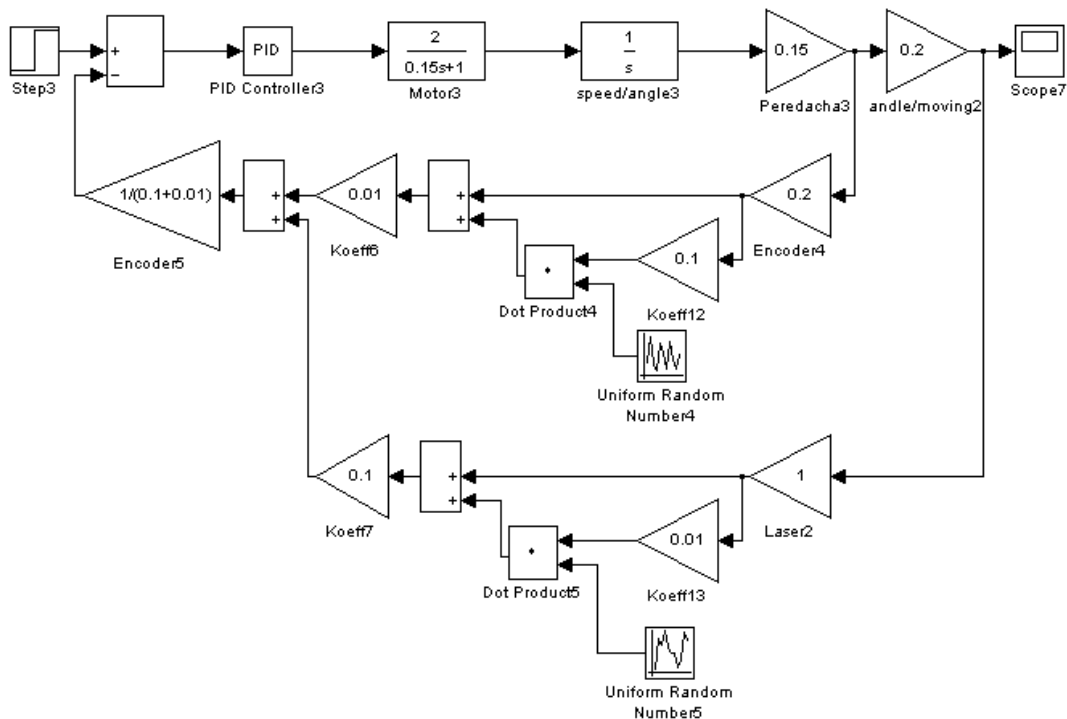 +
−
PID
2
0.15s+1
1
s
0.15
0.2
Step3
PID Controller3
Motor3
speed/angle3
Peredacha3
andle/moving2
Scope7
1/(0.1+0.01)
+
+
0.01
+
+
0.2
Encoder5
Koeff6
Encoder4
0.1
Dot Product4
Koeff12
Uniform Random
Number4
0.1
+
+
1
Koeff7
Laser2
0.01
Dot Product5
Koeff13
Uniform Random
Number5